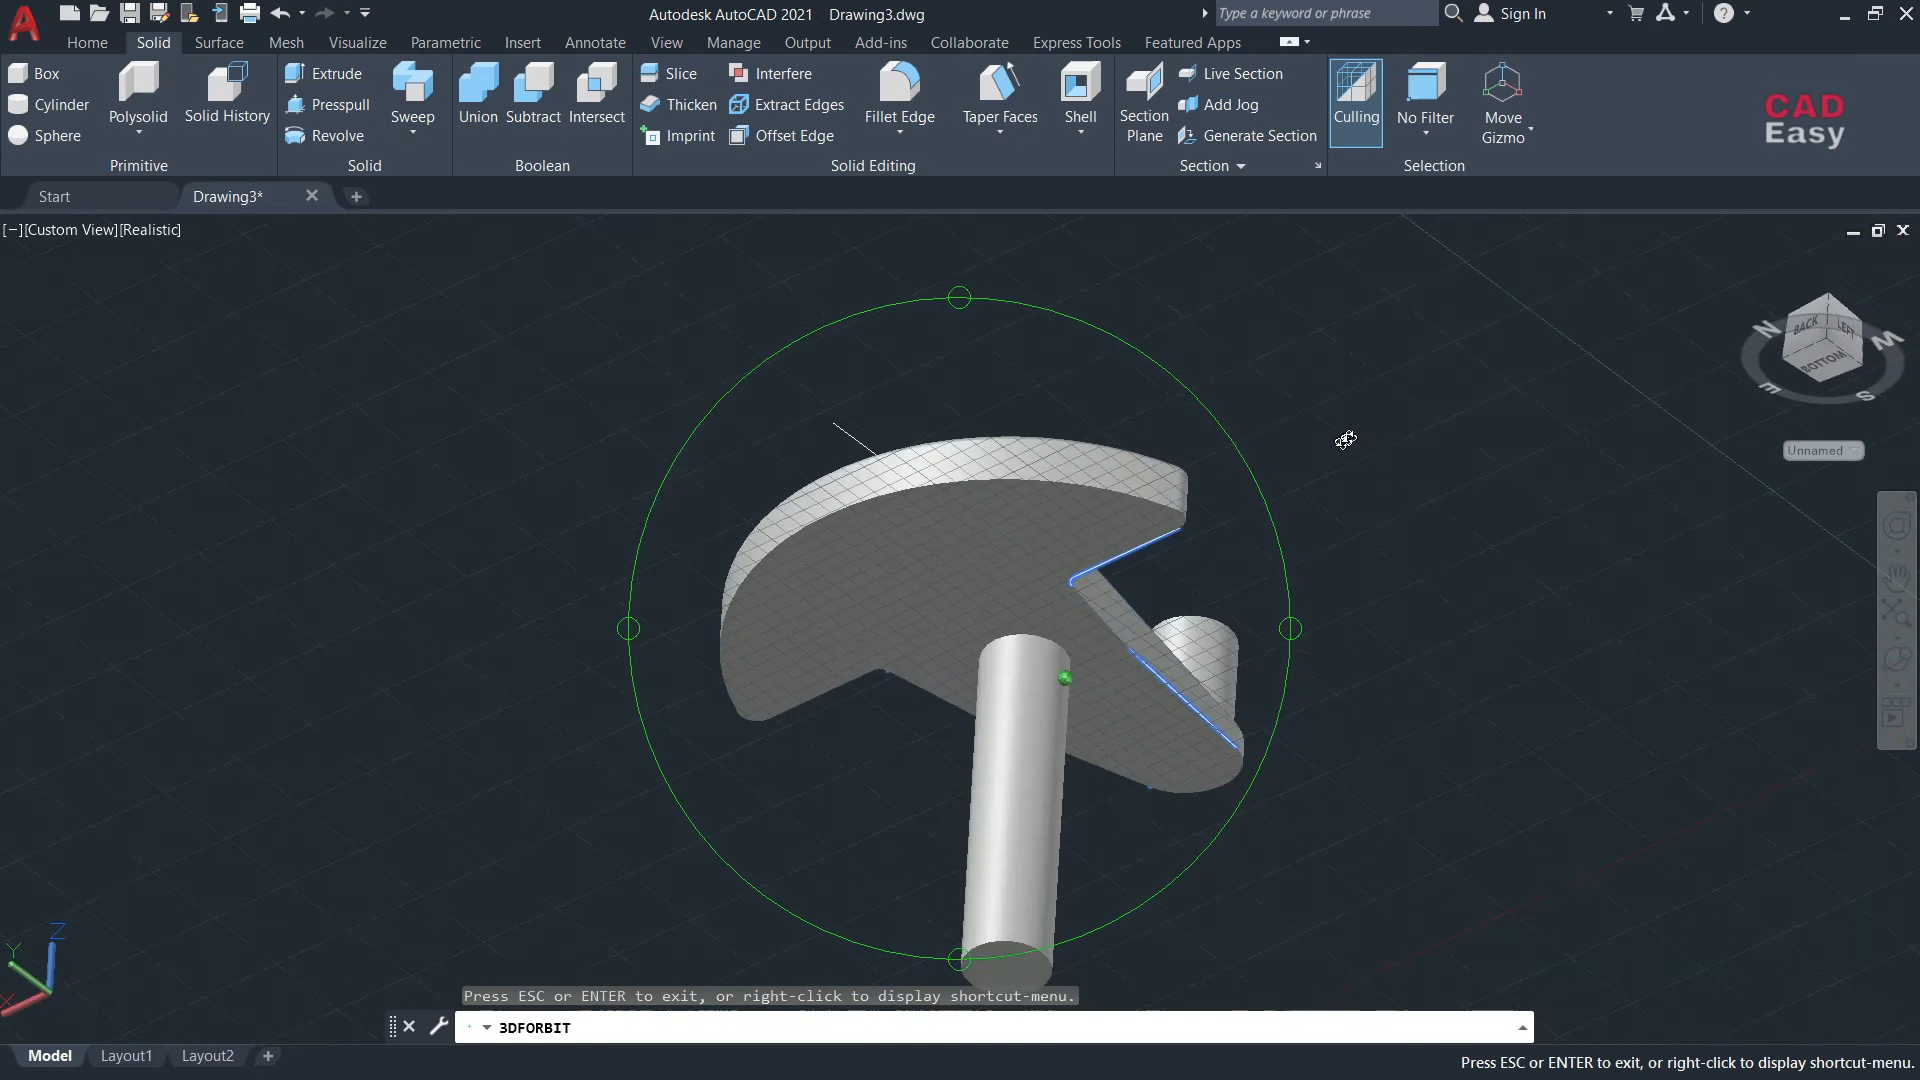 Autodesk AutoCAD 2021 Drawing3.dwg
Type a keyword or phrase
Sign In
Home Solid Surface Mesh Visualize Parametric Insert Annotate View Manage Output Add-ins Collaborate Express Tools Featured Apps
Box
Cylinder
Sphere
Polysolid
Solid History
Primitive
Extrude
Presspull
Revolve
Sweep
Solid
Union
Subtract
Intersect
Boolean
Slice
Thicken
Imprint
Interfere
Extract Edges
Offset Edge
Fillet Edge
Taper Faces
Shell
Solid Editing
Section
Plane
Live Section
Add Jog
Generate Section
Section
Culling
No Filter
Move
Gizmo
Selection
CAD
Easy
Start
Drawing3*
[−][Custom View][Realistic]
N
W
E
S
BACK
LEFT
BOTTOM
Unnamed
Z
Y
X
Press ESC or ENTER to exit, or right-click to display shortcut-menu.
3DFORBIT
Model Layout1 Layout2
Press ESC or ENTER to exit, or right-click to display shortcut-menu.